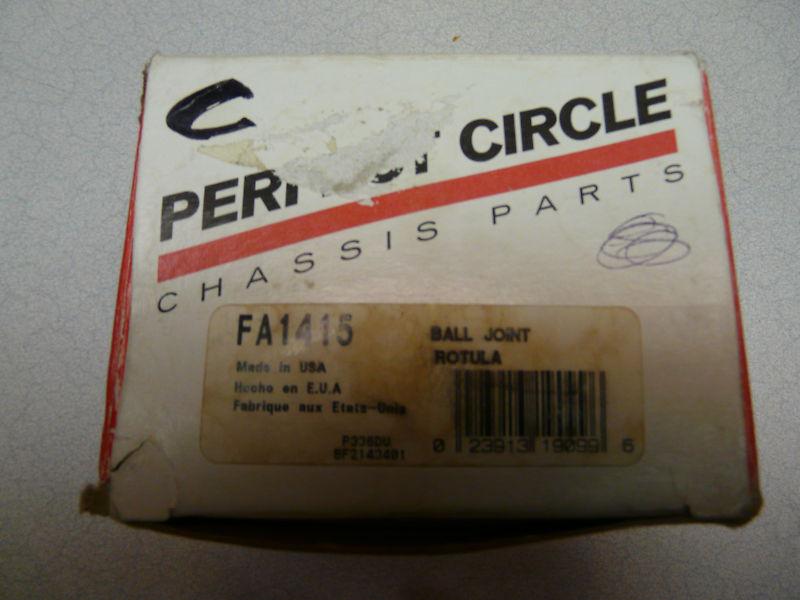 C
PERFECT CIRCLE
CHASSIS PARTS
FA1415
Made in USA
Hecho en E.U.A
Fabrique aux Etats-Unis
BALL JOINT
ROTULA
P336DU
BF2143401
0 23913 19099 6